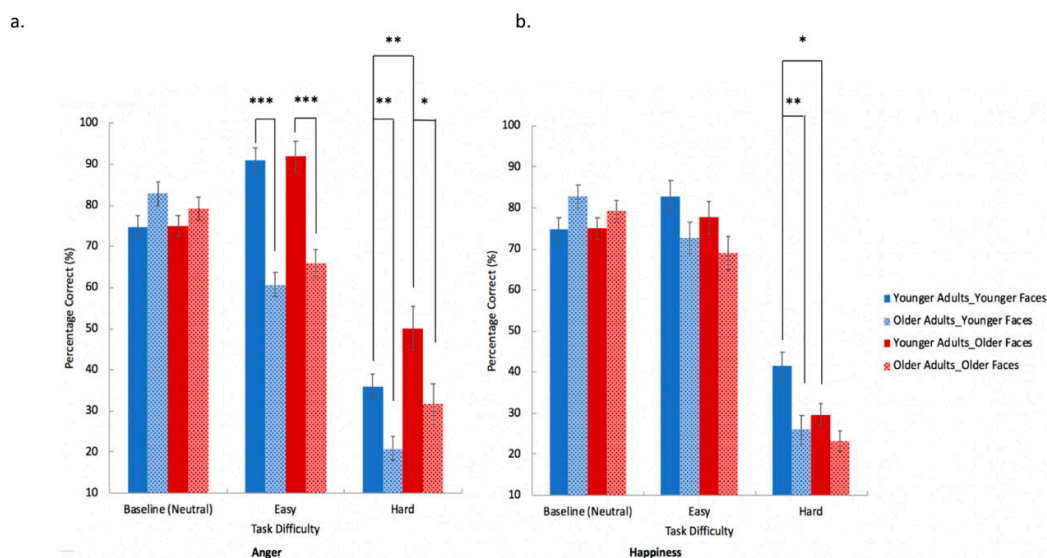 a.
b.
**
*
*** *** ** *
**
100
90
80
70
60
50
40
30
20
10
Percentage Correct (%)
Baseline (Neutral) Easy Hard
Task Difficulty
Anger
100
90
80
70
60
50
40
30
20
10
Percentage Correct (%)
Baseline (Neutral) Easy Hard
Task Difficulty
Happiness
Younger Adults_Younger Faces
Older Adults_Younger Faces
Younger Adults_Older Faces
Older Adults_Older Faces